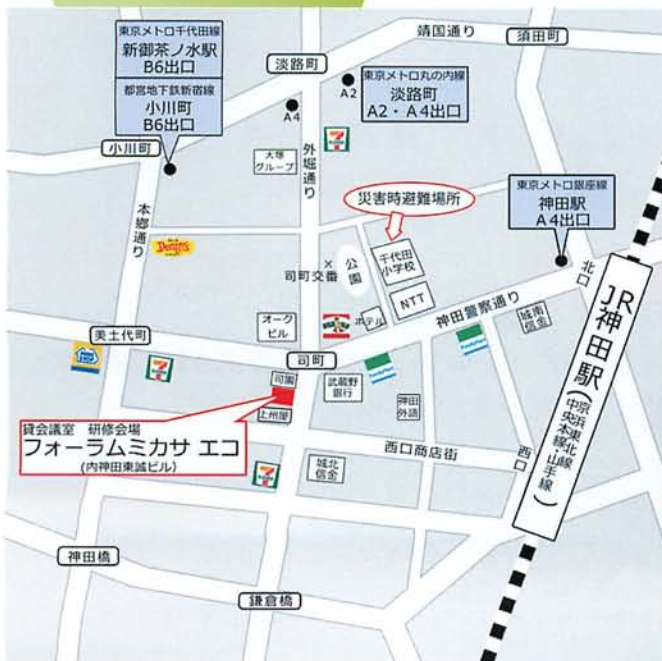 東京メトロ千代田線
新御茶ノ水駅
B6出口
都営地下鉄新宿線
小川町
B6出口
靖国通り
須田町
淡路町
A2
A4
東京メトロ丸の内線
淡路町
A2・A4出口
小川町
大塚
グループ
外堀通り
本郷通り
災害時避難場所
東京メトロ銀座線
神田駅
A4出口
Denny's
×
司町交番
公園
千代田
小学校
NTT
北口
オーク
ビル
ホテル
神田警察通り
城南
信金
美土代町
司町
FamilyMart
FamilyMart
司園
武蔵野
銀行
神田
外語
上州屋
貸会議室 研修会場
フォーラムミカサ エコ
(内神田東誠ビル)
西口商店街
西口
城北
信金
JR神田駅
(京浜東北線・山手線
中央本線)
神田橋
鎌倉橋